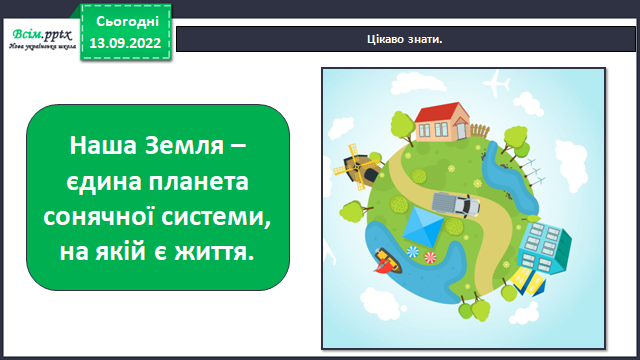 Всім.pptx
Нова українська школа
Сьогодні
13.09.2022
Цікаво знати.
Наша Земля –
єдина планета
сонячної системи,
на якій є життя.